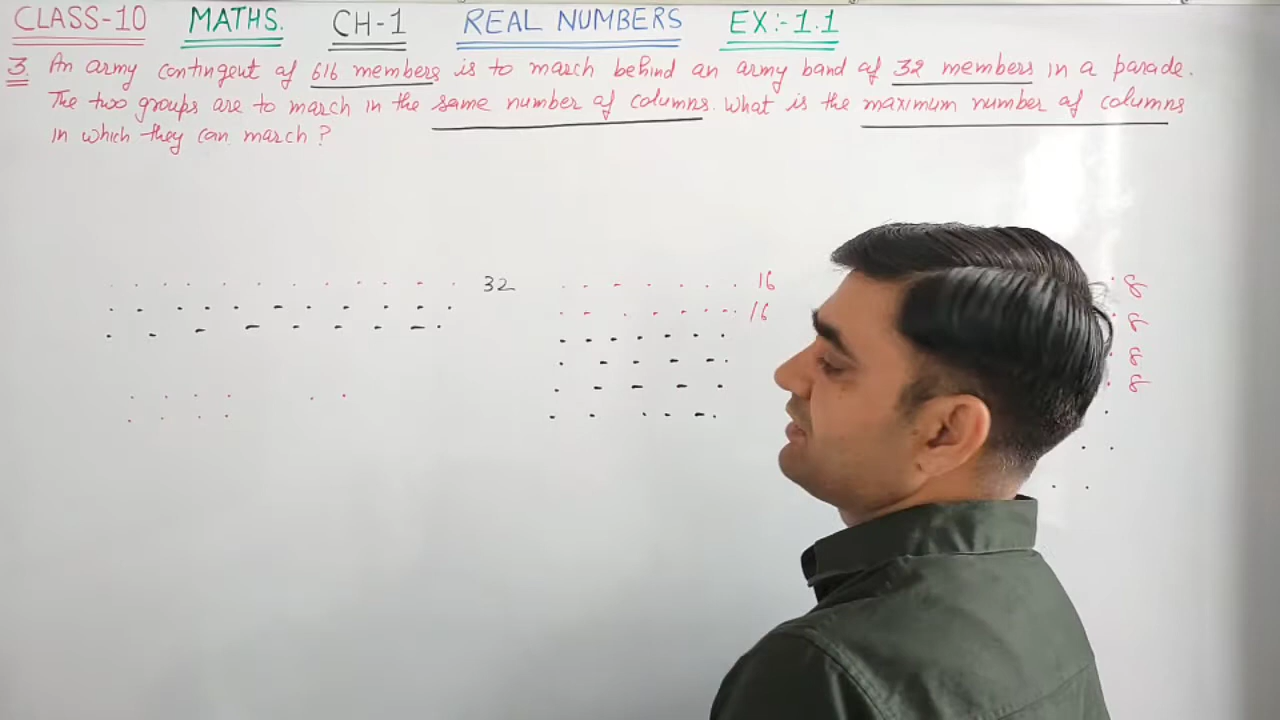 CLASS-10 MATHS. CH-1 REAL NUMBERS EX:-1.1
3. An army contingent of 616 members is to march behind an army band of 32 members in a parade.
The two groups are to march in the same number of columns. What is the maximum number of columns
in which they can march?
32 16 8
16 8
8
8